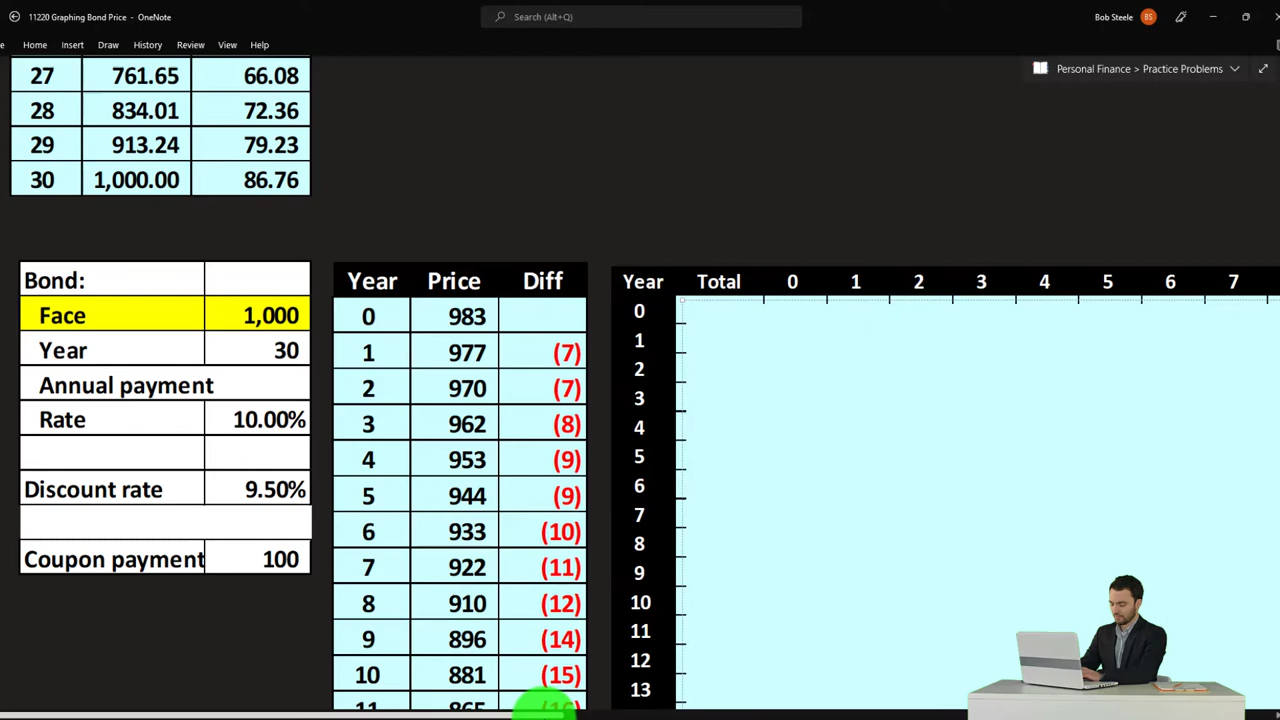 11220 Graphing Bond Price - OneNote
Search (Alt+Q)
Bob Steele
BS
Home Insert Draw History Review View Help
Personal Finance > Practice Problems
27 761.65 66.08
28 834.01 72.36
29 913.24 79.23
30 1,000.00 86.76
Bond:
Face 1,000
Year 30
Annual payment
Rate 10.00%
Discount rate 9.50%
Coupon payment 100
Year Price Diff
0 983
1 977 (7)
2 970 (7)
3 962 (8)
4 953 (9)
5 944 (9)
6 933 (10)
7 922 (11)
8 910 (12)
9 896 (14)
10 881 (15)
11 865 (16)
Year Total 0 1 2 3 4 5 6 7
0
1
2
3
4
5
6
7
8
9
10
11
12
13